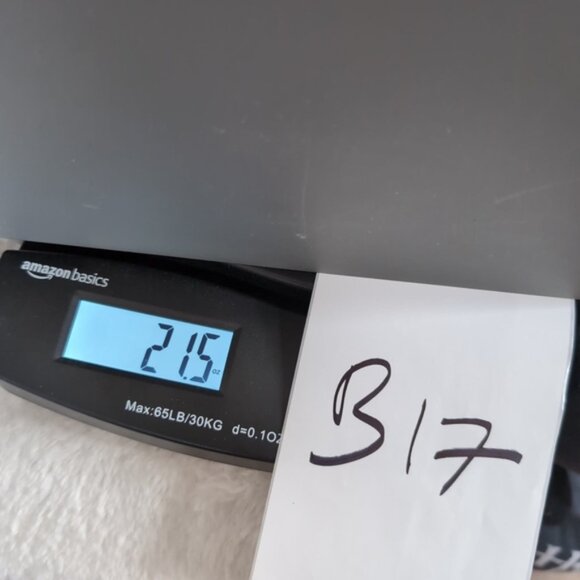 amazon basics
21.5 oz
Max:65LB/30KG d=0.1OZ
B17